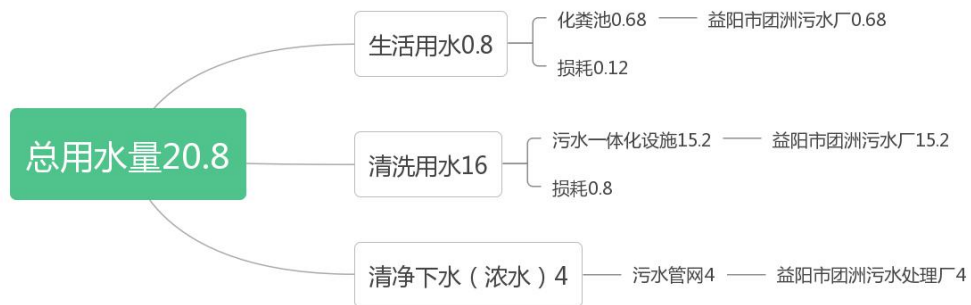 总用水量20.8
生活用水0.8
化粪池0.68
益阳市团洲污水厂0.68
损耗0.12
清洗用水16
污水一体化设施15.2
益阳市团洲污水厂15.2
损耗0.8
清净下水（浓水）4
污水管网4
益阳市团洲污水处理厂4